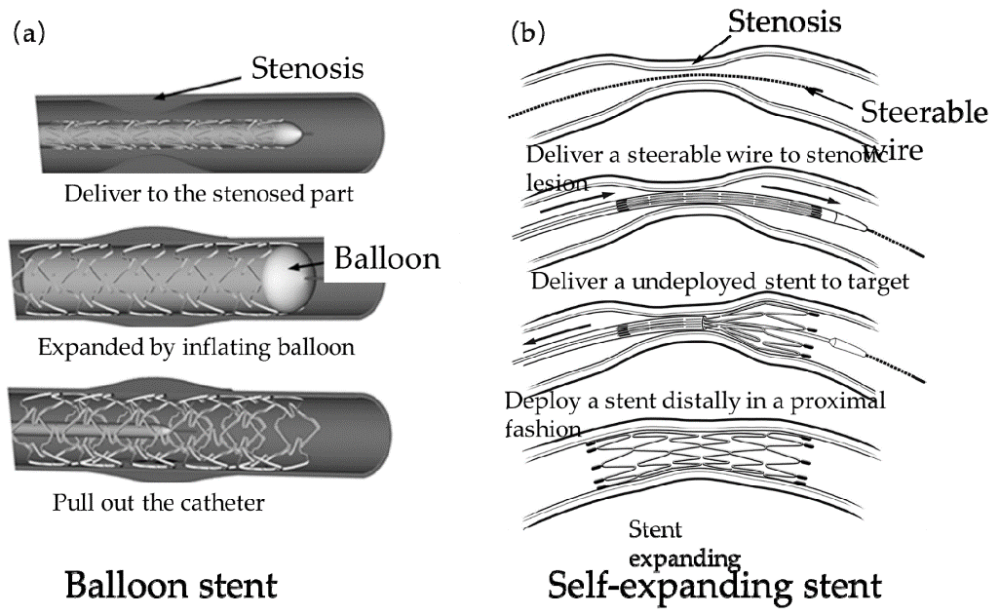 (a)
Stenosis
Deliver to the stenosed part
Balloon
Expanded by inflating balloon
Pull out the catheter
Balloon stent
(b)
Stenosis
Steerable
wire
Deliver a steerable wire to stenotic
lesion
Deliver a undeployed stent to target
Deploy a stent distally in a proximal
fashion
Stent
expanding
Self-expanding stent